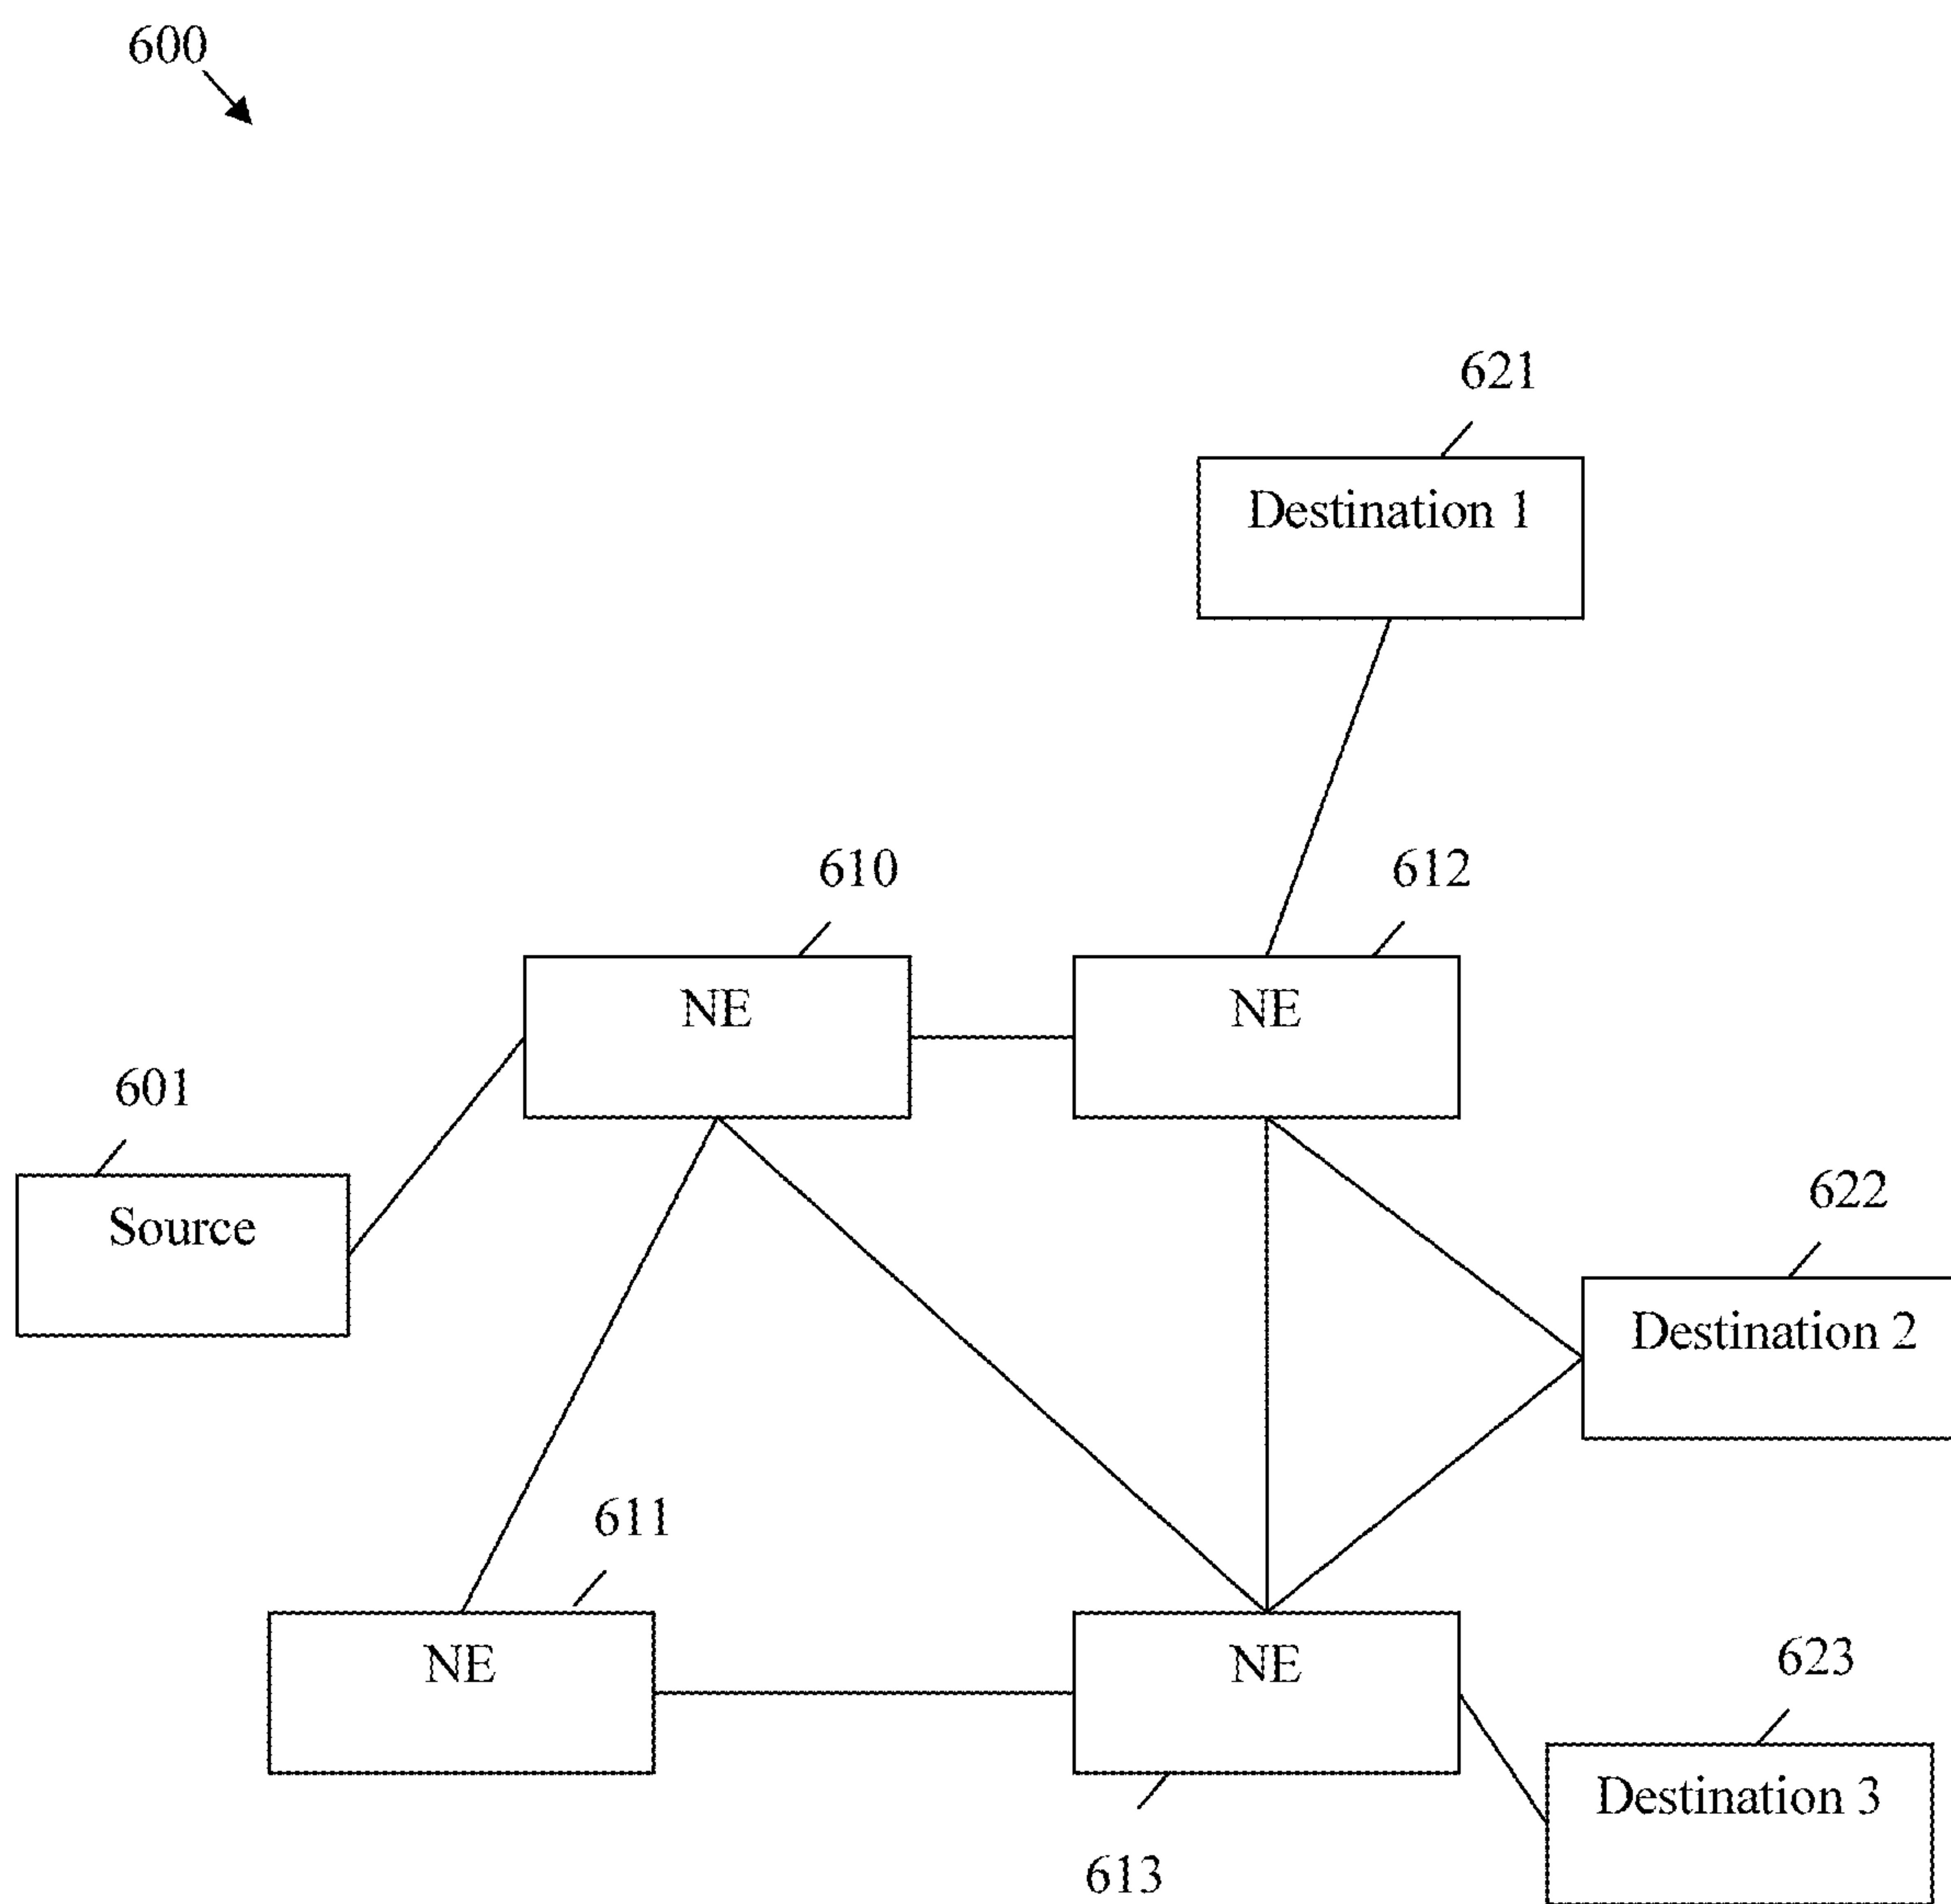 600
621
Destination 1
610
612
NE
NE
601
Source
622
Destination 2
611
NE
NE
623
Destination 3
613